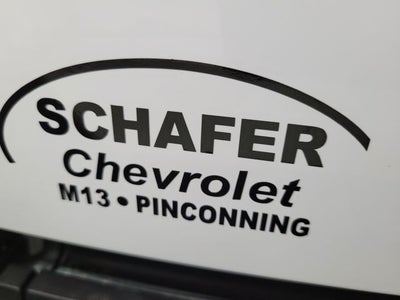 SCHAFER
Chevrolet
M13 • PINCONNING